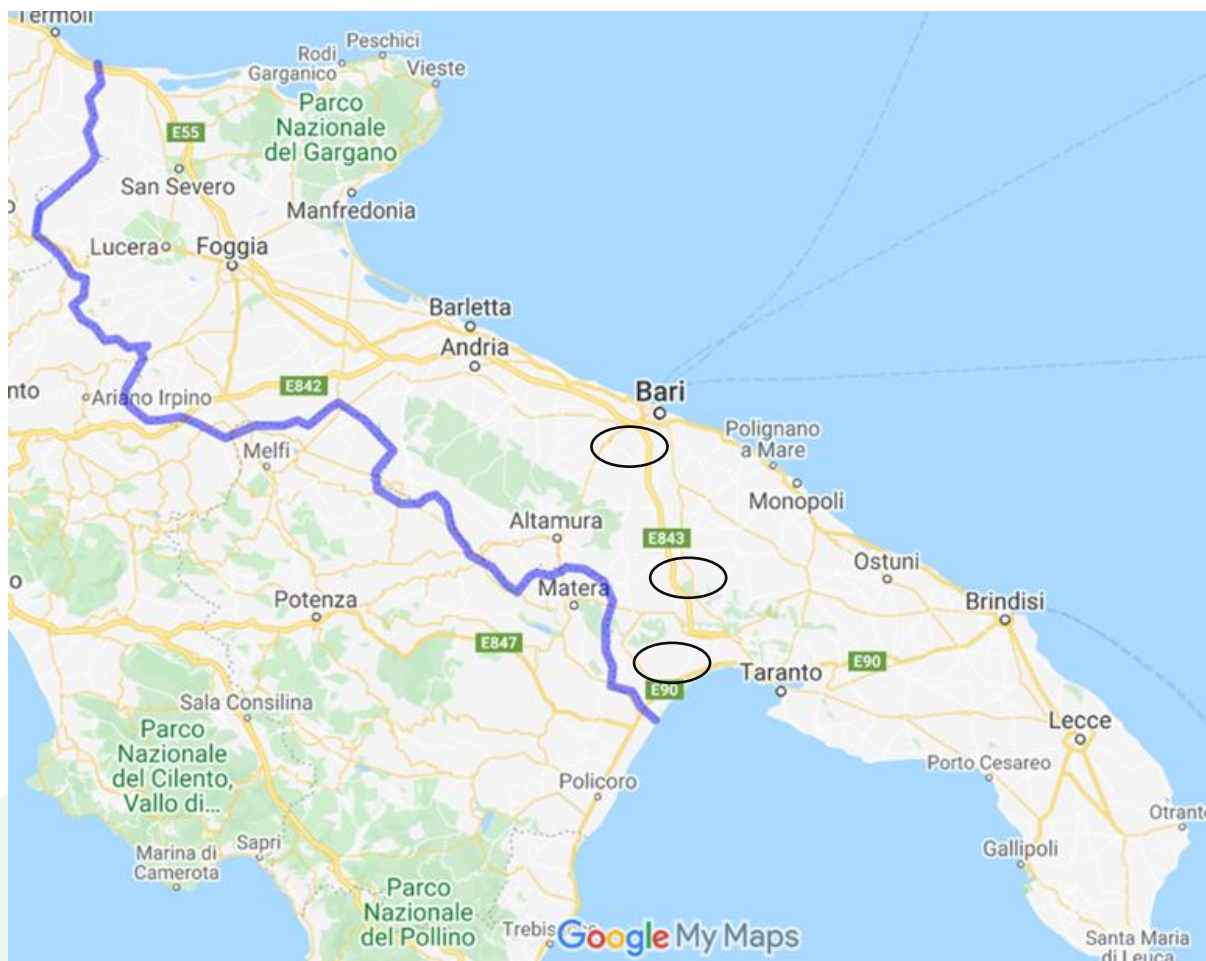 Termoli
Rodi
Garganico
Peschici
Vieste
Parco
Nazionale
del Gargano
E55
San Severo
Manfredonia
Lucera
Foggia
Barletta
Andria
E842
Ariano Irpino
nto
Bari
Melfi
Polignano
a Mare
Monopoli
Altamura
E843
Ostuni
Matera
Potenza
Brindisi
E847
E90
Taranto
E90
Sala Consilina
Lecce
Parco
Nazionale
del Cilento,
Vallo di...
Policoro
Porto Cesareo
Otranto
Marina di
Camerota
Sapri
Gallipoli
Parco
Nazionale
del Pollino
Google My Maps
Santa Maria
di Leuca